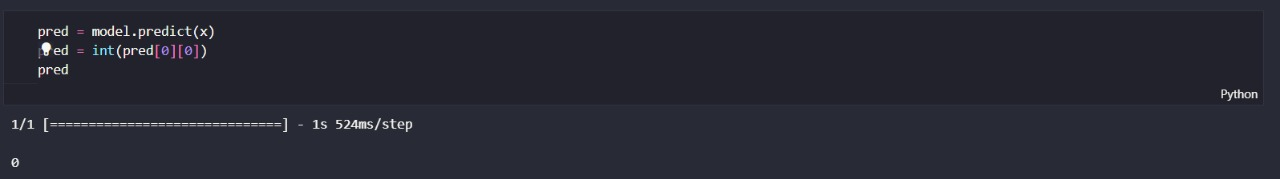 pred = model.predict(x)
pred = int(pred[0][0])
pred
Python
1/1 [==============================] - 1s 524ms/step
0